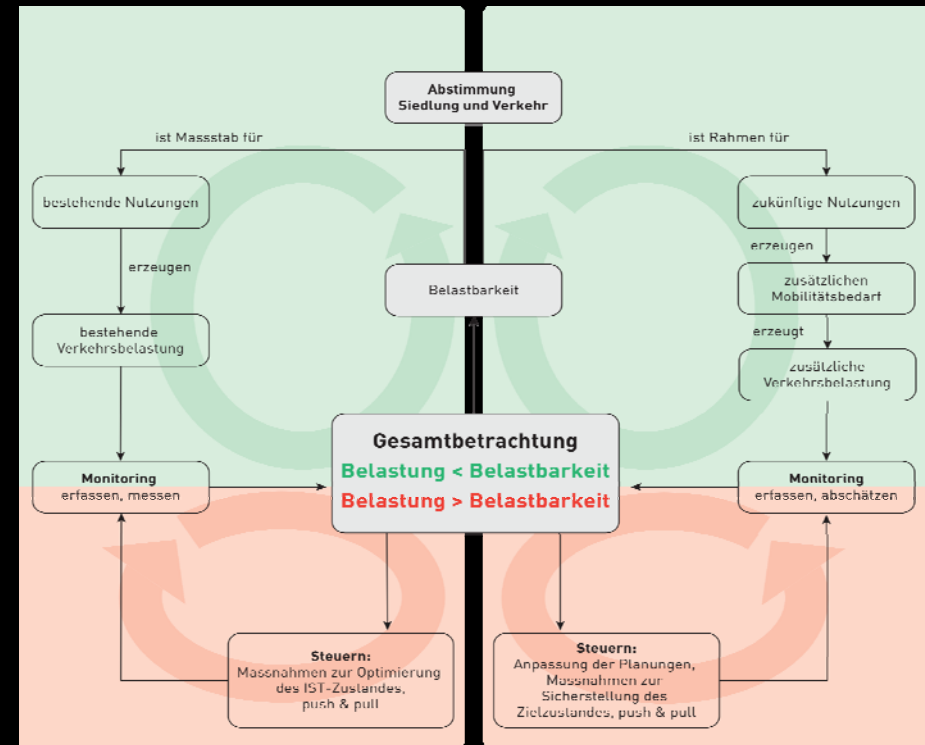 Abstimmung
Siedlung und Verkehr
ist Massstab für
ist Rahmen für
bestehende Nutzungen
zukünftige Nutzungen
erzeugen
erzeugen
Belastbarkeit
zusätzlichen
Mobilitätsbedarf
bestehende
Verkehrsbelastung
erzeugt
zusätzliche
Verkehrsbelastung
Gesamtbetrachtung
Belastung < Belastbarkeit
Belastung > Belastbarkeit
Monitoring
erfassen, messen
Monitoring
erfassen, abschätzen
Steuern:
Massnahmen zur Optimierung
des IST-Zustandes,
push & pull
Steuern:
Anpassung der Planungen,
Massnahmen zur
Sicherstellung des
Zielzustandes, push & pull